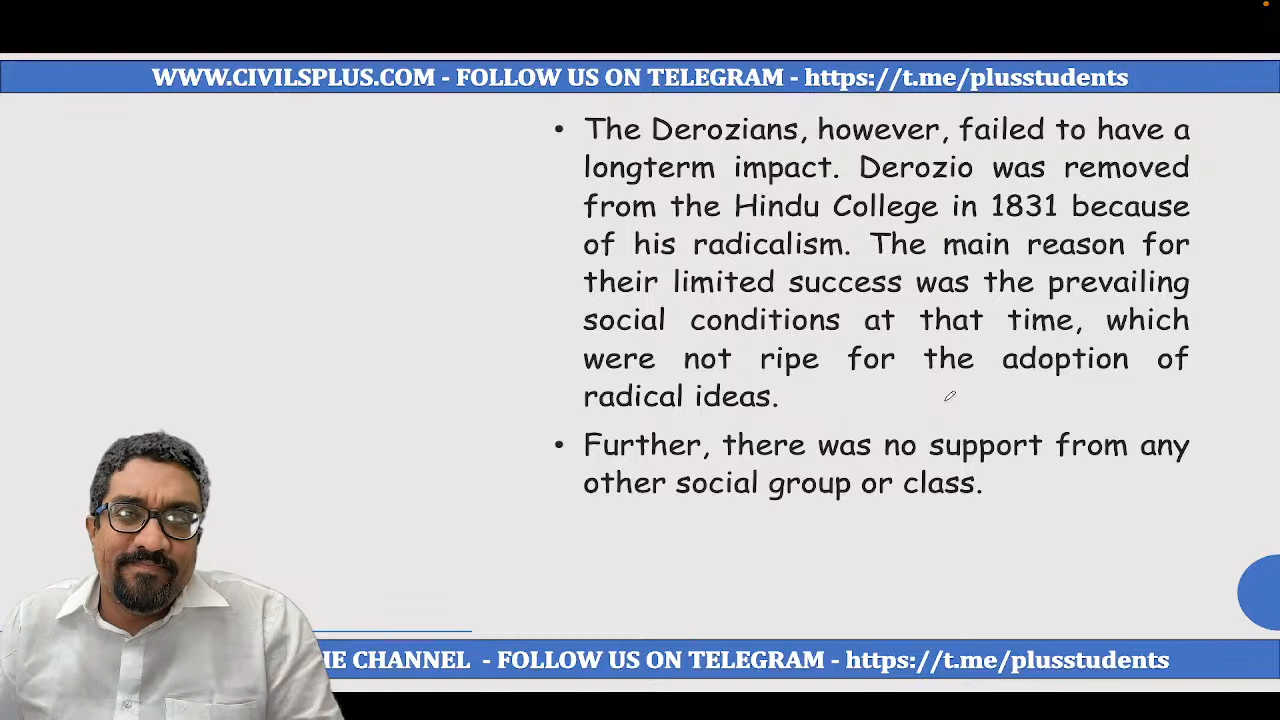 WWW.CIVILSPLUS.COM - FOLLOW US ON TELEGRAM - https://t.me/plusstudents
• The Derozians, however, failed to have a
longterm impact. Derozio was removed
from the Hindu College in 1831 because
of his radicalism. The main reason for
their limited success was the prevailing
social conditions at that time, which
were not ripe for the adoption of
radical ideas.
• Further, there was no support from any
other social group or class.
CHANNEL - FOLLOW US ON TELEGRAM - https://t.me/plusstudents